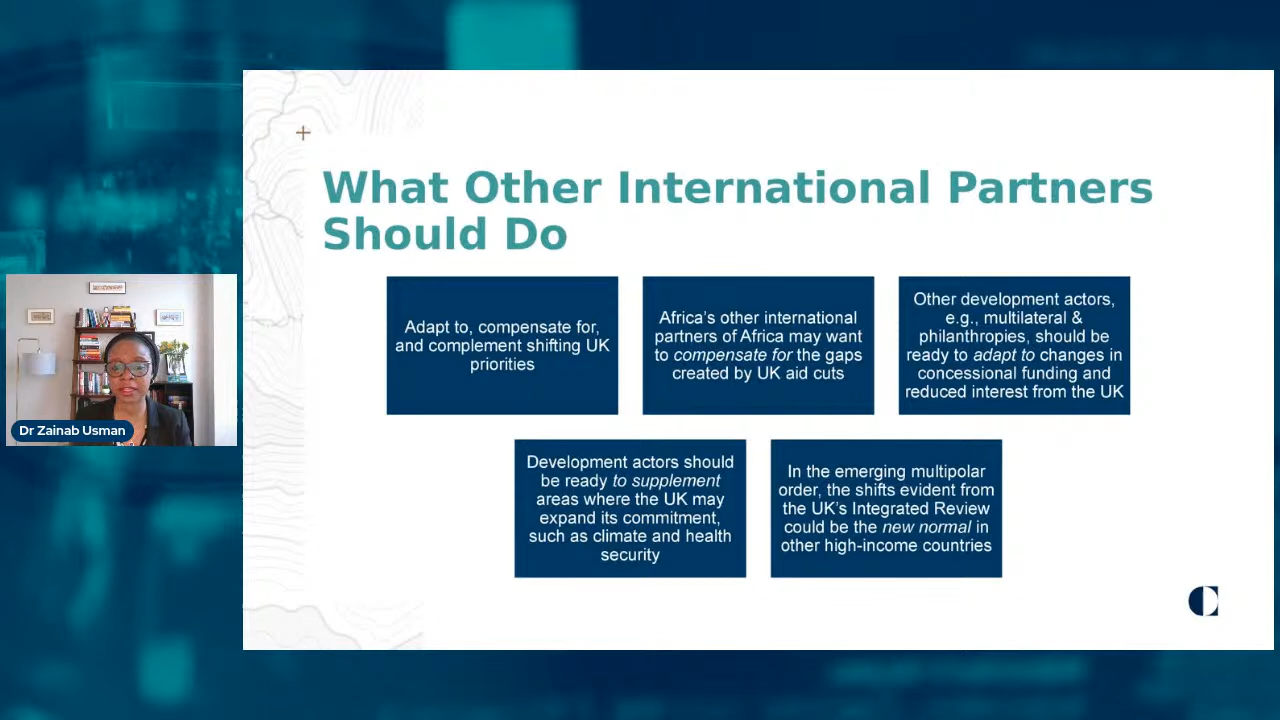 What Other International Partners
Should Do
Adapt to, compensate for,
and complement shifting UK
priorities
Africa's other international
partners of Africa may want
to compensate for the gaps
created by UK aid cuts
Other development actors,
e.g., multilateral &
philanthropies, should be
ready to adapt to changes in
concessional funding and
reduced interest from the UK
Development actors should
be ready to supplement
areas where the UK may
expand its commitment,
such as climate and health
security
In the emerging multipolar
order, the shifts evident from
the UK's Integrated Review
could be the new normal in
other high-income countries
Dr Zainab Usman